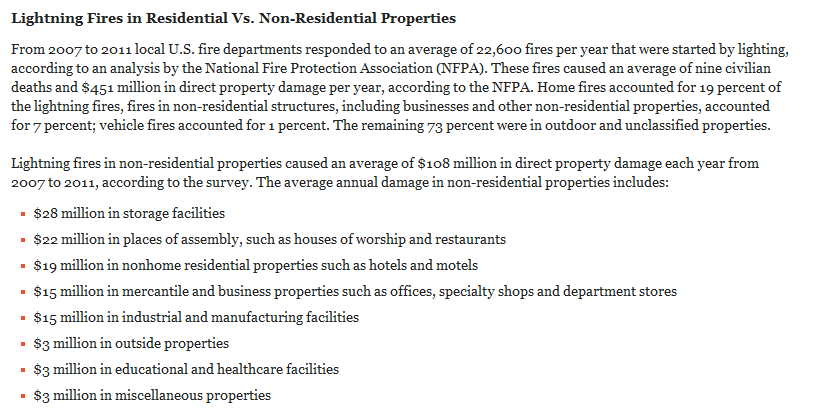 Lightning Fires in Residential Vs. Non-Residential Properties
From 2007 to 2011 local U.S. fire departments responded to an average of 22,600 fires per year that were started by lighting,
according to an analysis by the National Fire Protection Association (NFPA). These fires caused an average of nine civilian
deaths and $451 million in direct property damage per year, according to the NFPA. Home fires accounted for 19 percent of
the lightning fires, fires in non-residential structures, including businesses and other non-residential properties, accounted
for 7 percent; vehicle fires accounted for 1 percent. The remaining 73 percent were in outdoor and unclassified properties.
Lightning fires in non-residential properties caused an average of $108 million in direct property damage each year from
2007 to 2011, according to the survey. The average annual damage in non-residential properties includes:
▪ $28 million in storage facilities
▪ $22 million in places of assembly, such as houses of worship and restaurants
▪ $19 million in nonhome residential properties such as hotels and motels
▪ $15 million in mercantile and business properties such as offices, specialty shops and department stores
▪ $15 million in industrial and manufacturing facilities
▪ $3 million in outside properties
▪ $3 million in educational and healthcare facilities
▪ $3 million in miscellaneous properties